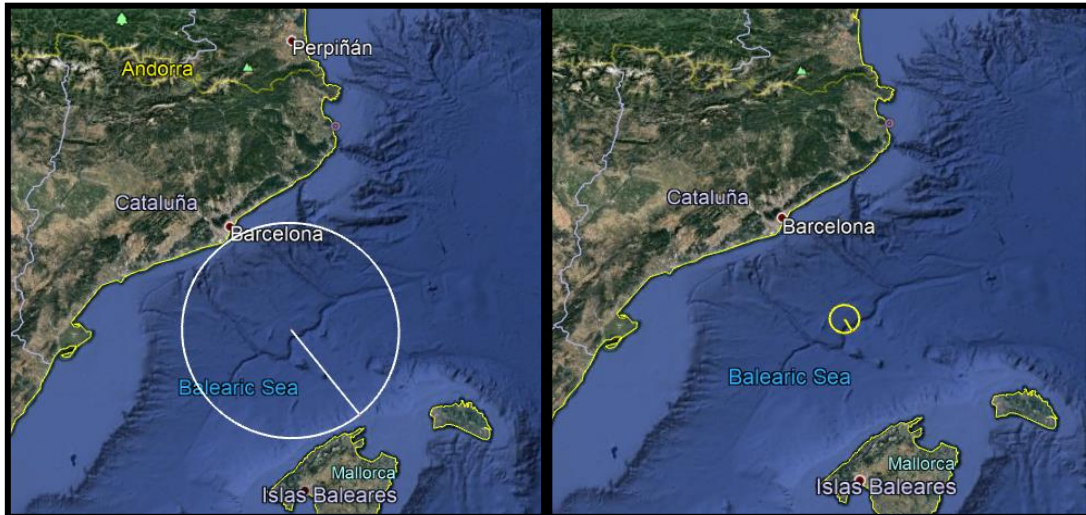 Perpiñán
Andorra
Cataluña
Barcelona
Balearic Sea
Mallorca
Islas Baleares
Cataluña
Barcelona
Balearic Sea
Mallorca
Islas Baleares